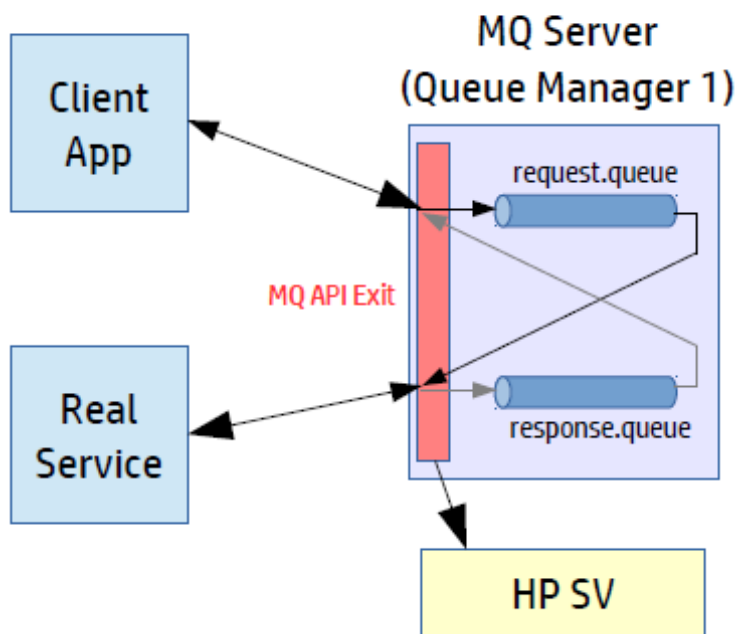 MQ Server
(Queue Manager 1)
Client
App
request.queue
MQ API Exit
Real
Service
response.queue
HP SV